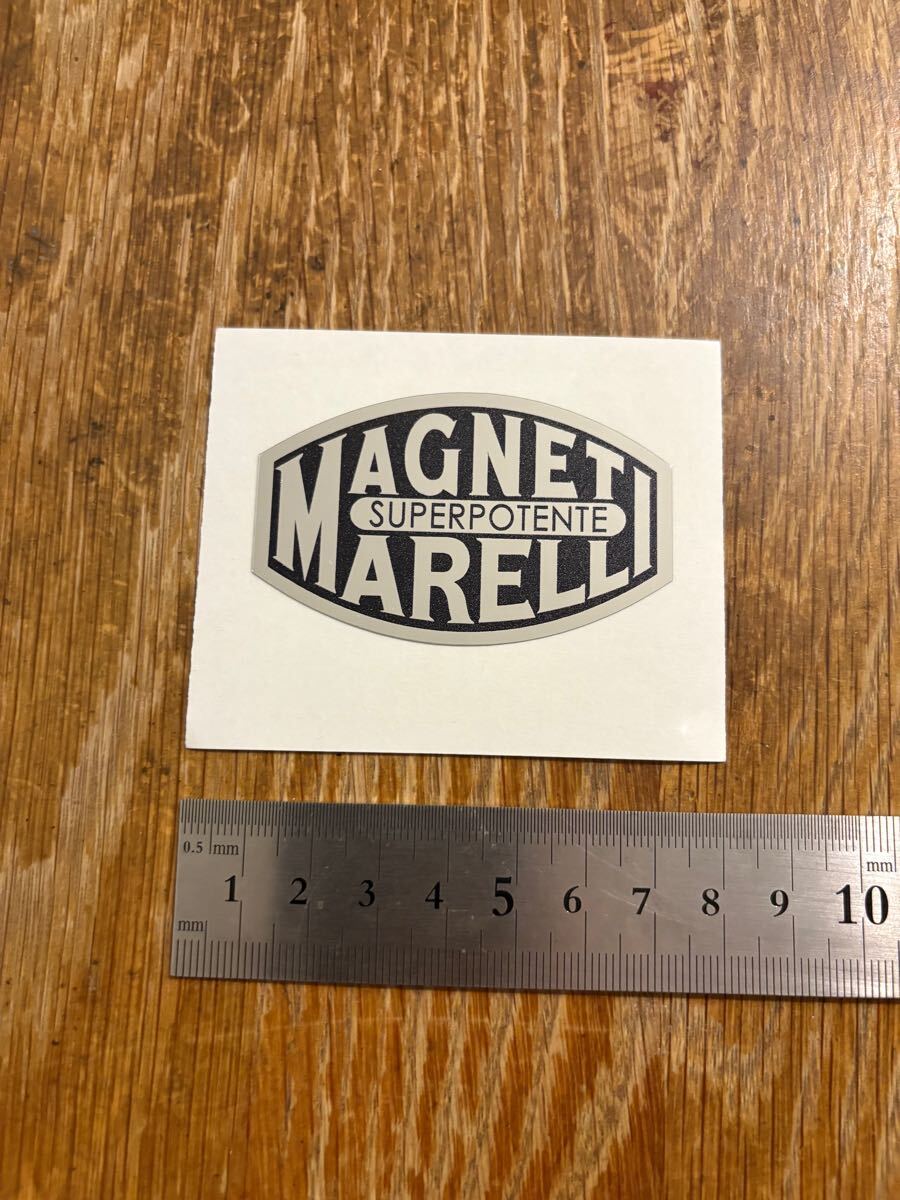 MAGNETI
SUPERPOTENTE
MARELLI
0.5 mm
mm
1 2 3 4 5 6 7 8 9 10
mm